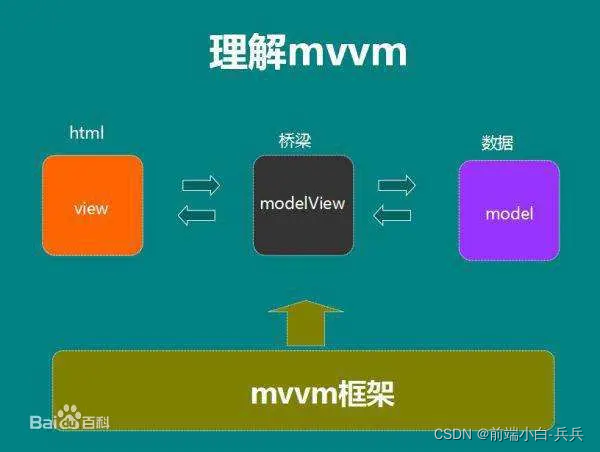 理解mvvm
html
桥梁
数据
view
modelView
model
mvvm框架
Bai百科
CSDN @前端小白-兵兵